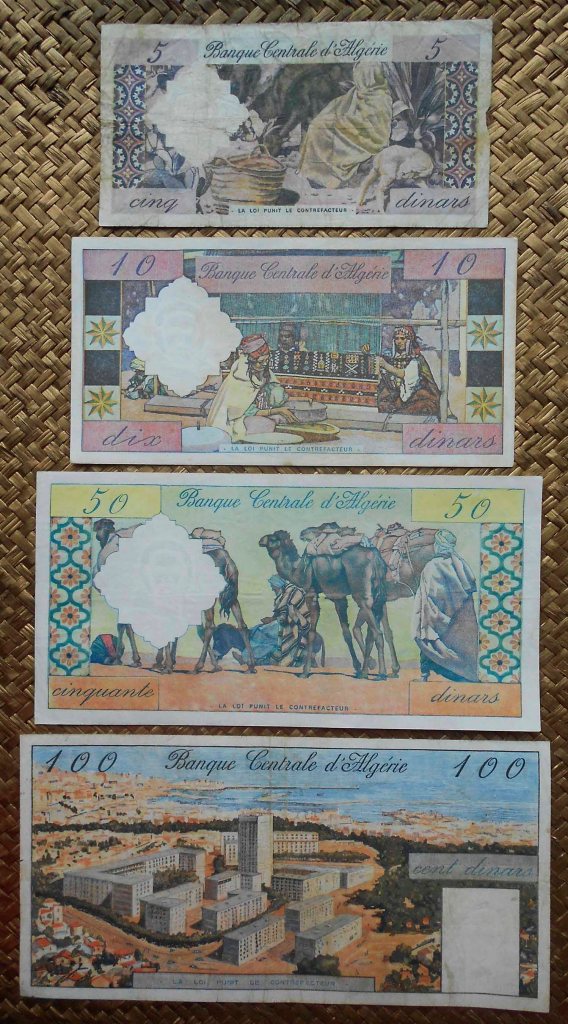 5 Banque Centrale d'Algérie 5
cinq dinars
- LA LOI PUNIT LE CONTREFACTEUR -
10 Banque Centrale d'Algérie 10
dix dinars
- LA LOI PUNIT LE CONTREFACTEUR -
50 Banque Centrale d'Algérie 50
cinquante dinars
- LA LOI PUNIT LE CONTREFACTEUR -
100 Banque Centrale d'Algérie 100
cent dinars
- LA LOI PUNIT LE CONTREFACTEUR -